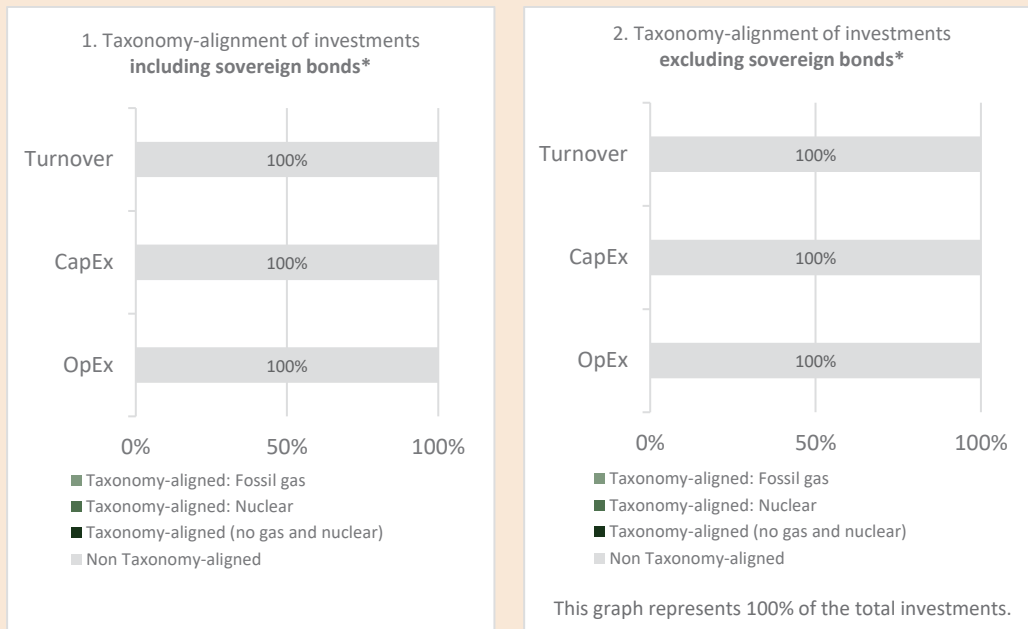 1. Taxonomy-alignment of investments
including sovereign bonds*
Turnover
100%
CapEx
100%
OpEx
100%
0% 50% 100%
Taxonomy-aligned: Fossil gas
Taxonomy-aligned: Nuclear
Taxonomy-aligned (no gas and nuclear)
Non Taxonomy-aligned
2. Taxonomy-alignment of investments
excluding sovereign bonds*
Turnover
100%
CapEx
100%
OpEx
100%
0% 50% 100%
Taxonomy-aligned: Fossil gas
Taxonomy-aligned: Nuclear
Taxonomy-aligned (no gas and nuclear)
Non Taxonomy-aligned
This graph represents 100% of the total investments.